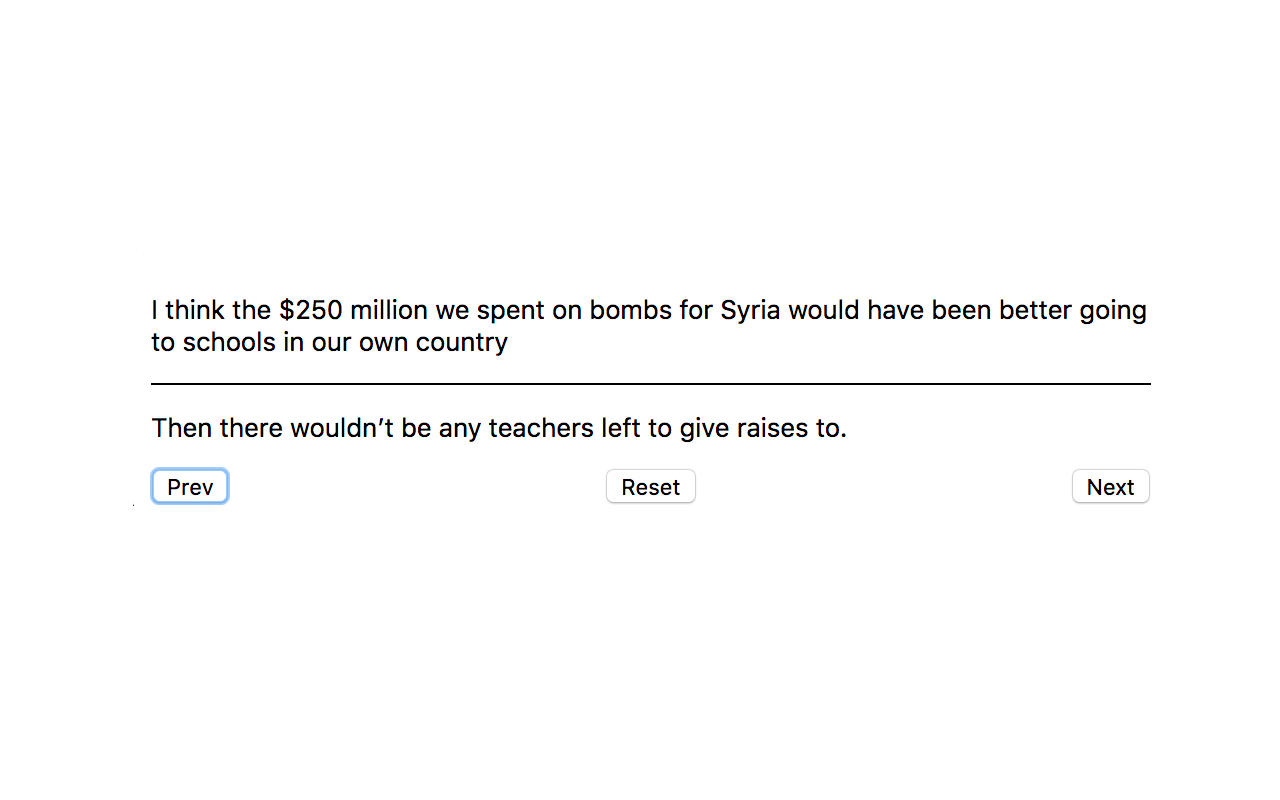 I think the $250 million we spent on bombs for Syria would have been better going
to schools in our own country
Then there wouldn’t be any teachers left to give raises to.
Prev Reset Next